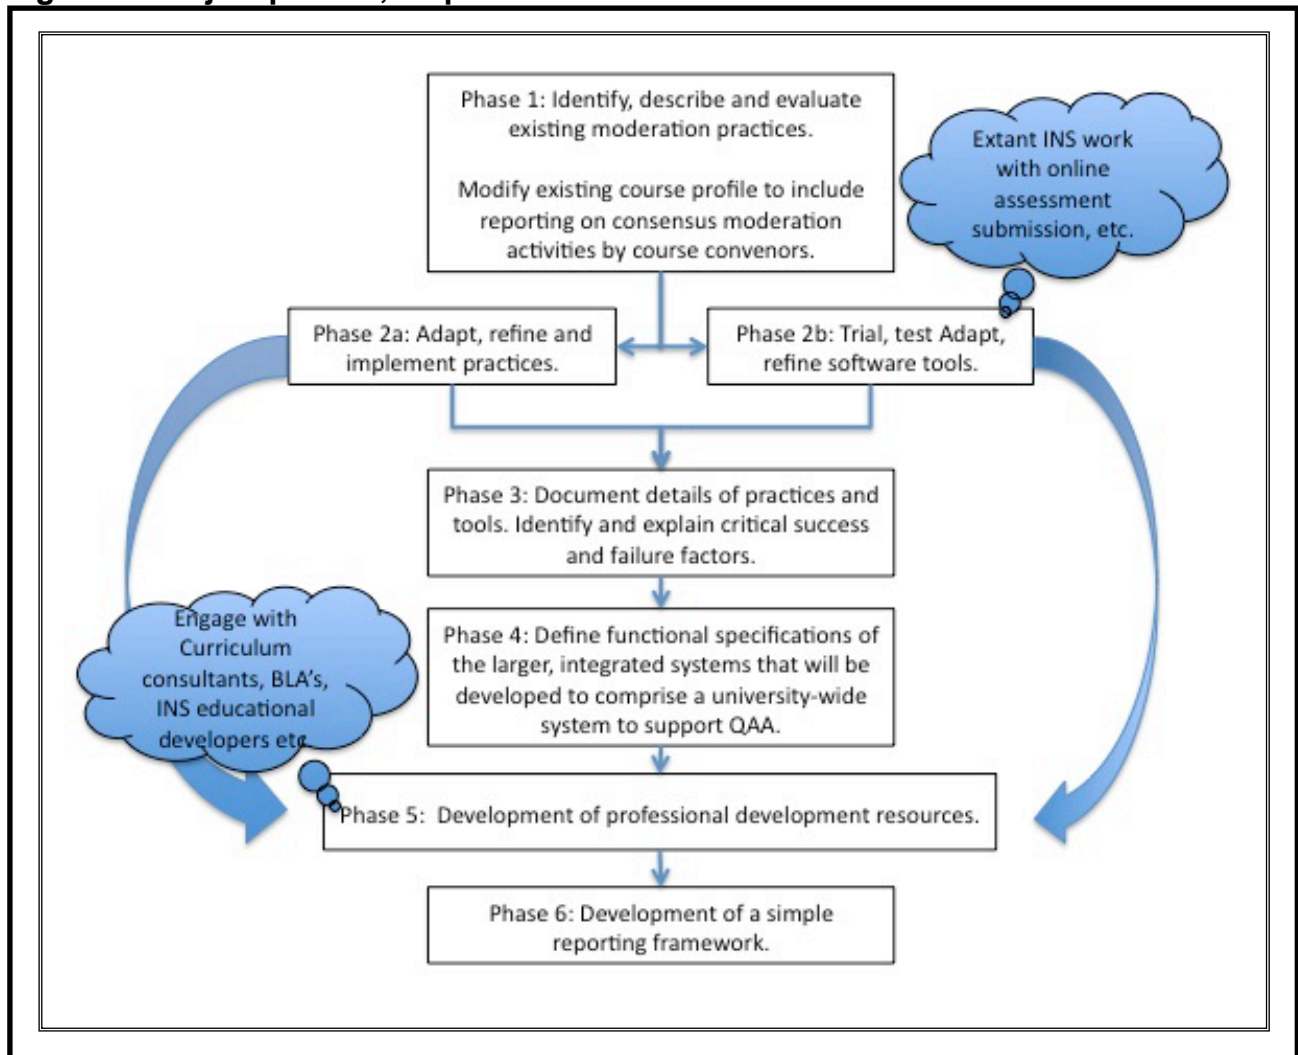 Phase 1: Identify, describe and evaluate
existing moderation practices.
Modify existing course profile to include
reporting on consensus moderation
activities by course convenors.
Extant INS work
with online
assessment
submission, etc.
Phase 2a: Adapt, refine and
implement practices.
Phase 2b: Trial, test Adapt,
refine software tools.
Phase 3: Document details of practices and
tools. Identify and explain critical success
and failure factors.
Engage with
Curriculum
consultants, BLA's,
INS educational
developers etc
Phase 4: Define functional specifications of
the larger, integrated systems that will be
developed to comprise a university-wide
system to support QAA.
Phase 5:  Development of professional development resources.
Phase 6: Development of a simple
reporting framework.